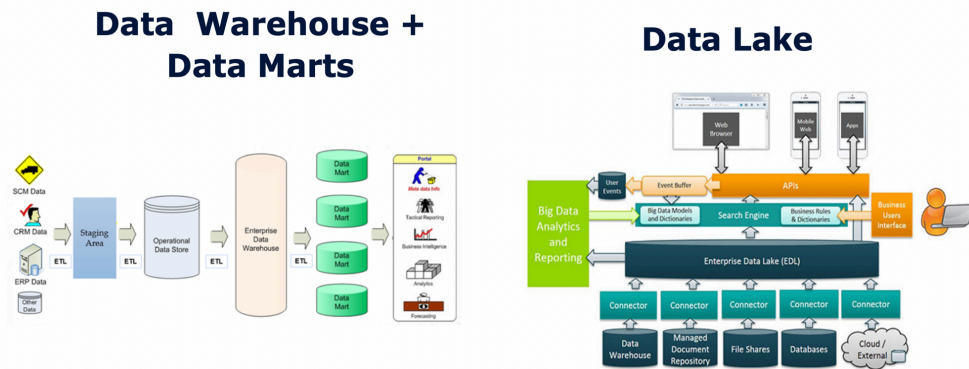 Data Warehouse +
Data Marts
Data Lake
SCM Data
CRM Data
ERP Data
Other
Data
ETL
Staging
Area
ETL
Operational
Data Store
ETL
Enterprise
Data
Warehouse
ETL
Data
Mart
Data
Mart
Data
Mart
Data
Mart
Portal
Meta data Info
Tactical Reporting
Business Intelligence
Analytics
Forecasting
Web
Browser
Mobile
Web
Apps
User
Events
Event Buffer
APIs
Big Data
Analytics
and
Reporting
Big Data Models
and Dictionaries
Search Engine
Business Rules
& Dictionaries
Business
Users
Interface
Enterprise Data Lake (EDL)
Connector
Connector
Connector
Connector
Connector
Data
Warehouse
Managed
Document
Repository
File Shares
Databases
Cloud /
External